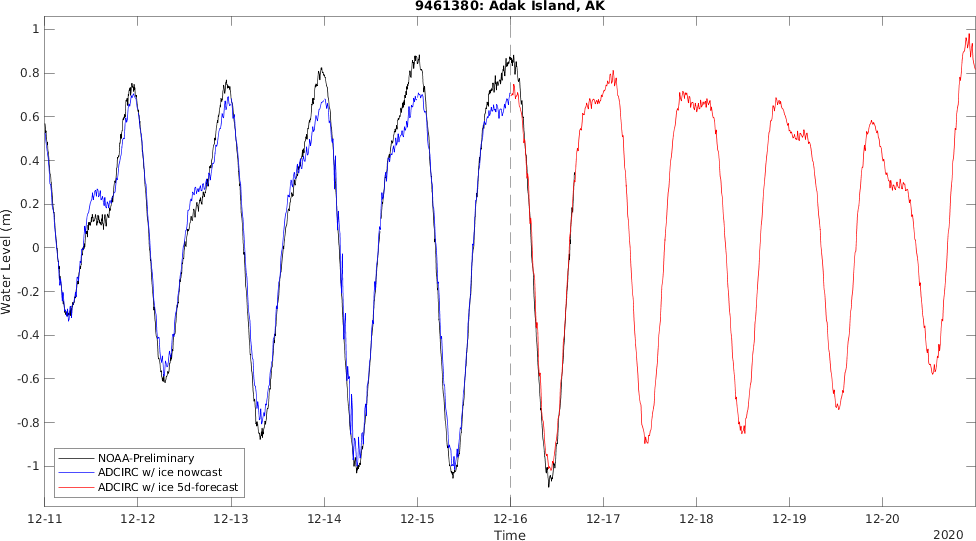 9461380: Adak Island, AK
Water Level (m)
1
0.8
0.6
0.4
0.2
0
-0.2
-0.4
-0.6
-0.8
-1
NOAA-Preliminary
ADCIRC w/ ice nowcast
ADCIRC w/ ice 5d-forecast
12-11 12-12 12-13 12-14 12-15 12-16 12-17 12-18 12-19 12-20
Time
2020